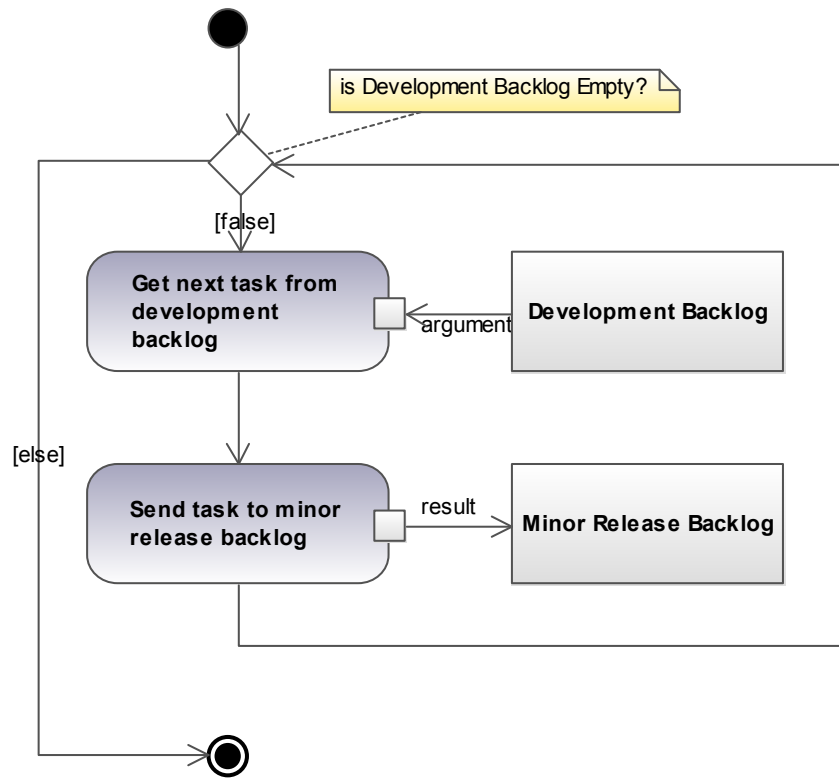 is Development Backlog Empty?
[false]
Get next task from
development
backlog
argument
Development Backlog
[else]
Send task to minor
release backlog
result
Minor Release Backlog